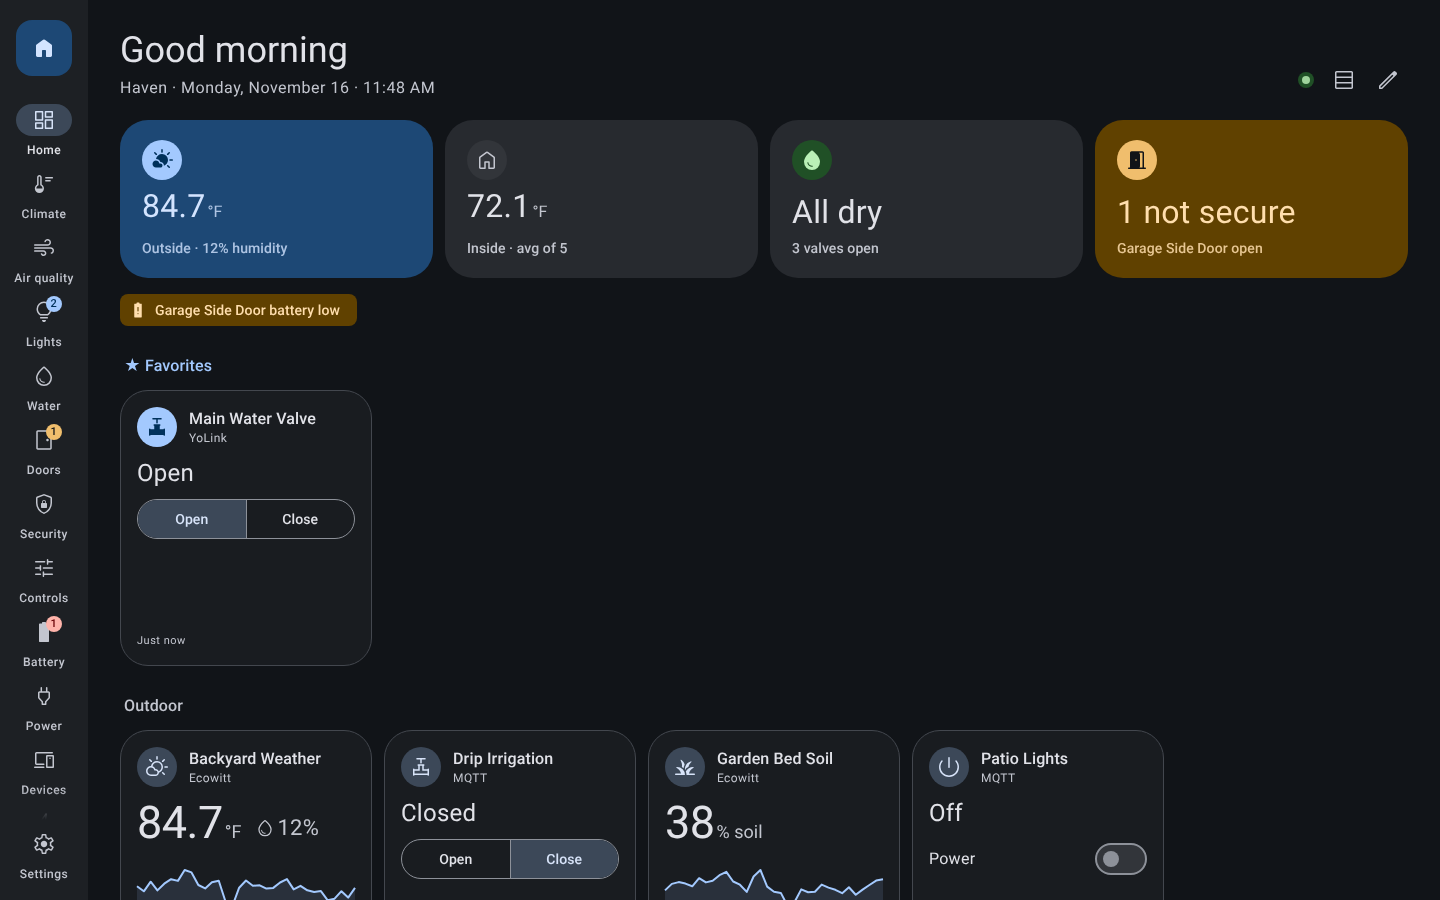 Good morning
Haven · Monday, November 16 · 11:48 AM
Home
Climate
Air quality
2
Lights
Water
1
Doors
Security
Controls
1
Battery
Power
Devices
Settings
84.7 °F
Outside · 12% humidity
72.1 °F
Inside · avg of 5
All dry
3 valves open
1 not secure
Garage Side Door open
Garage Side Door battery low
★ Favorites
Main Water Valve
YoLink
Open
Open Close
Just now
Outdoor
Backyard Weather
Ecowitt
84.7 °F 12%
Drip Irrigation
MQTT
Closed
Open Close
Garden Bed Soil
Ecowitt
38 % soil
Patio Lights
MQTT
Off
Power